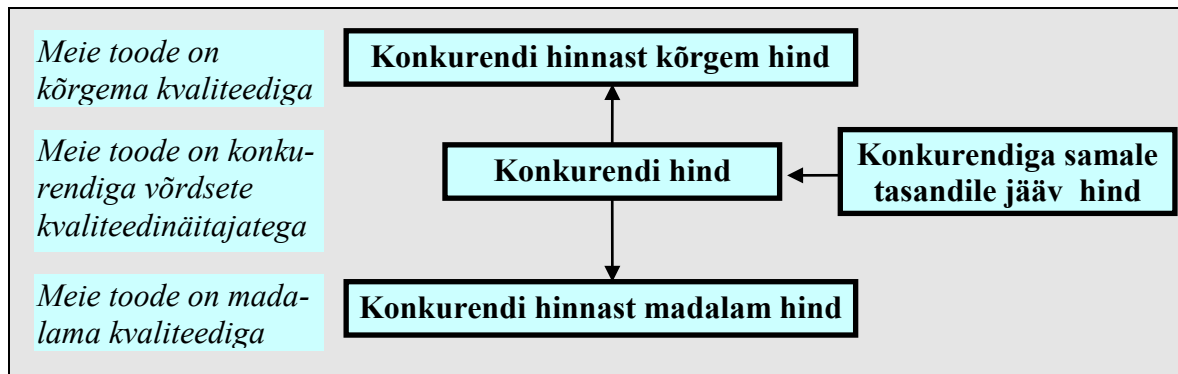 Meie toode on
kõrgema kvaliteediga
Konkurendi hinnast kõrgem hind
Meie toode on konku-
rendiga võrdsete
kvaliteedinäitajatega
Konkurendi hind
Konkurendiga samale
tasandile jääv hind
Meie toode on mada-
lama kvaliteediga
Konkurendi hinnast madalam hind